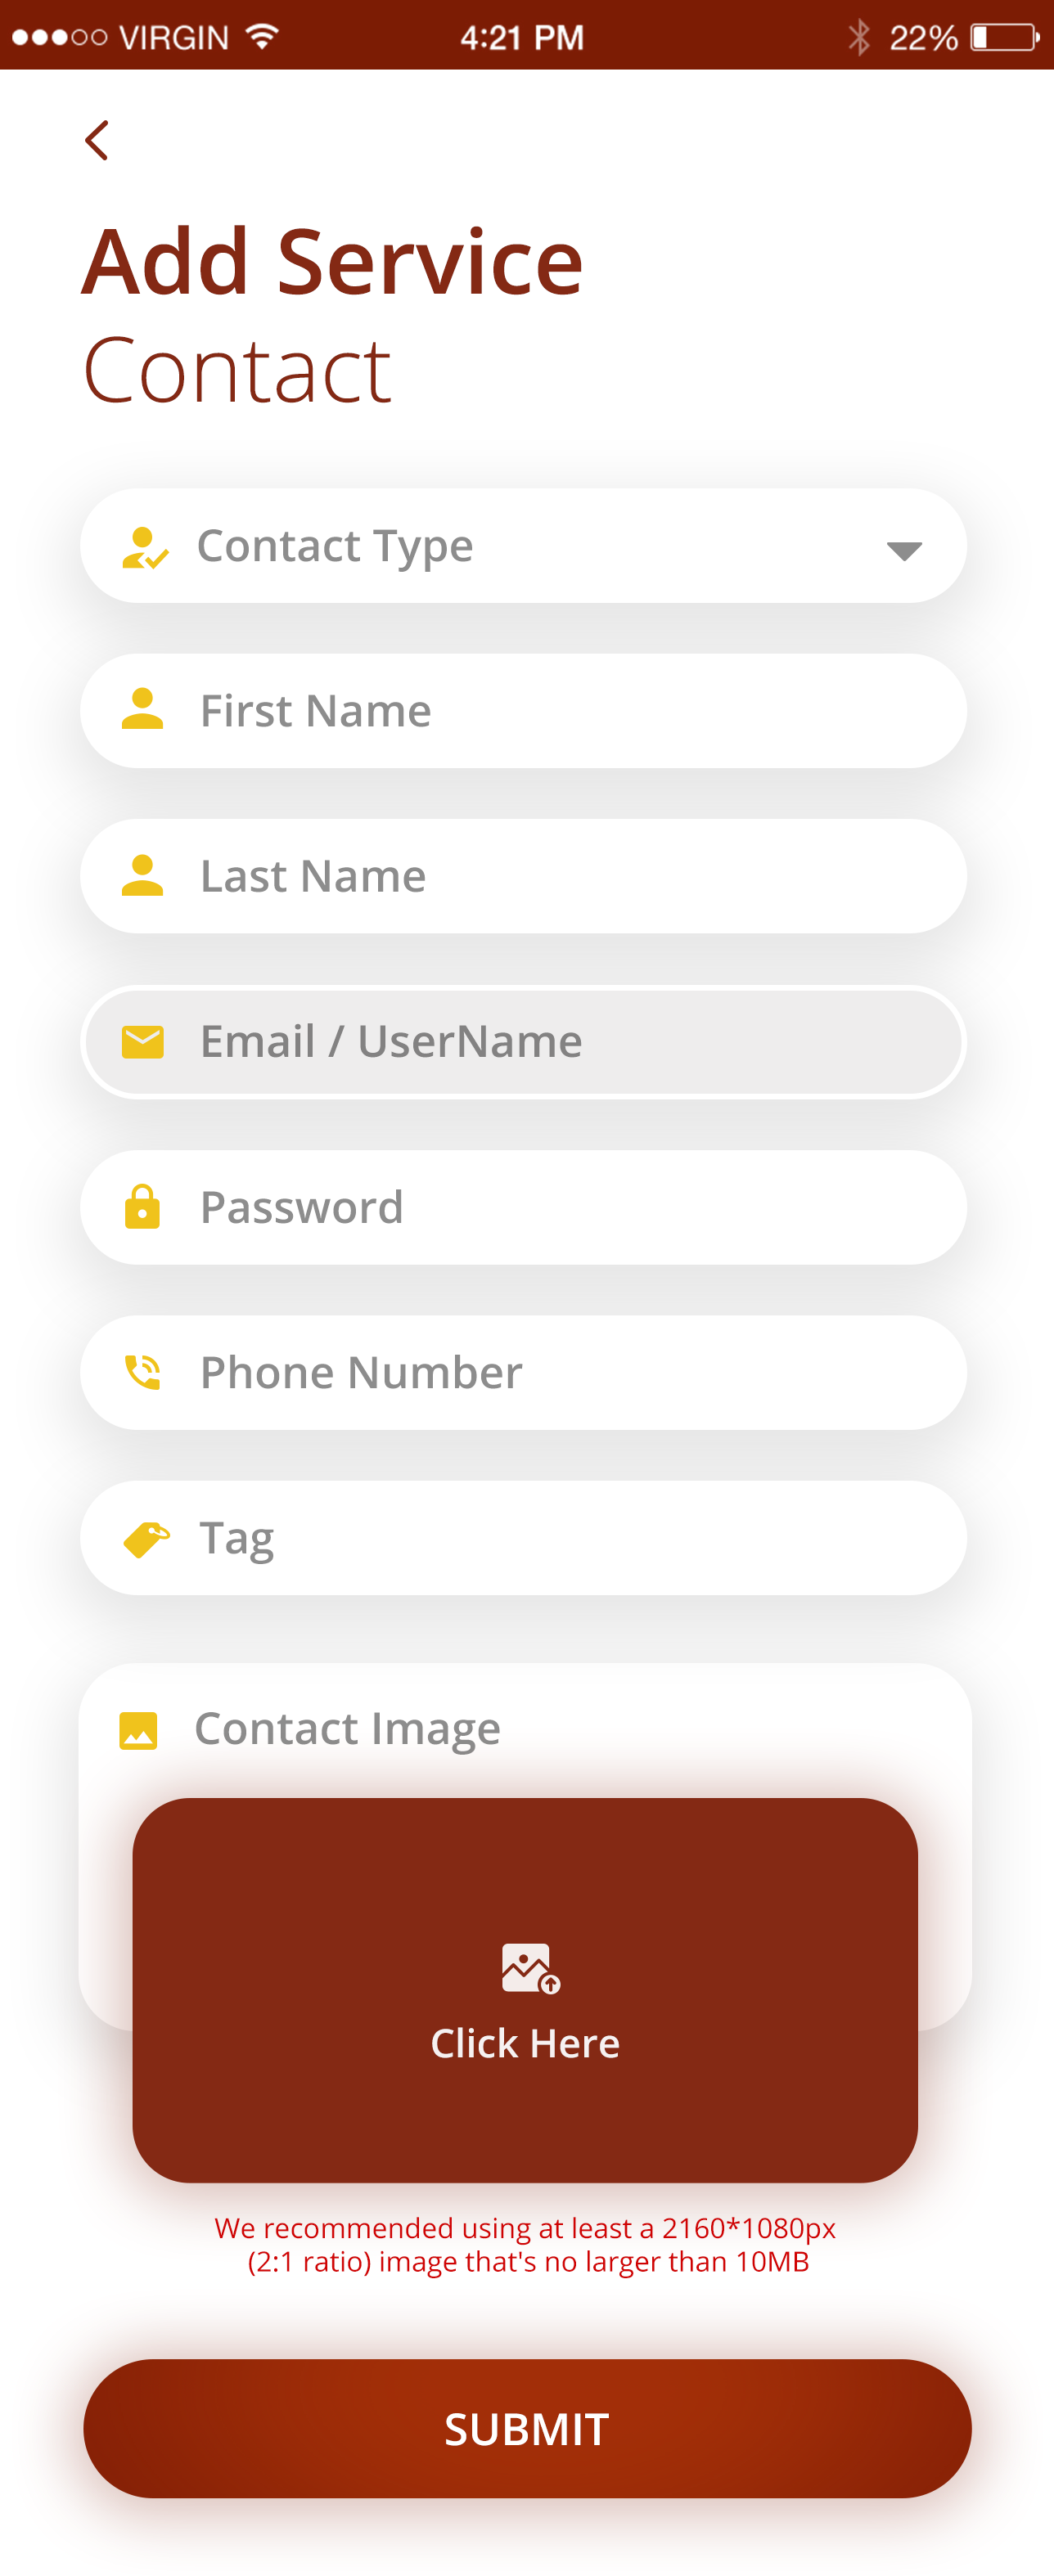 VIRGIN 4:21 PM 22%
Add Service
Contact
Contact Type
First Name
Last Name
Email / UserName
Password
Phone Number
Tag
Contact Image
Click Here
We recommended using at least a 2160*1080px
(2:1 ratio) image that's no larger than 10MB
SUBMIT